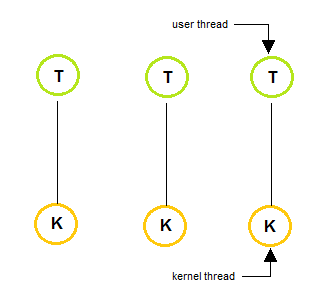 user thread
T T T
K K K
kernel thread